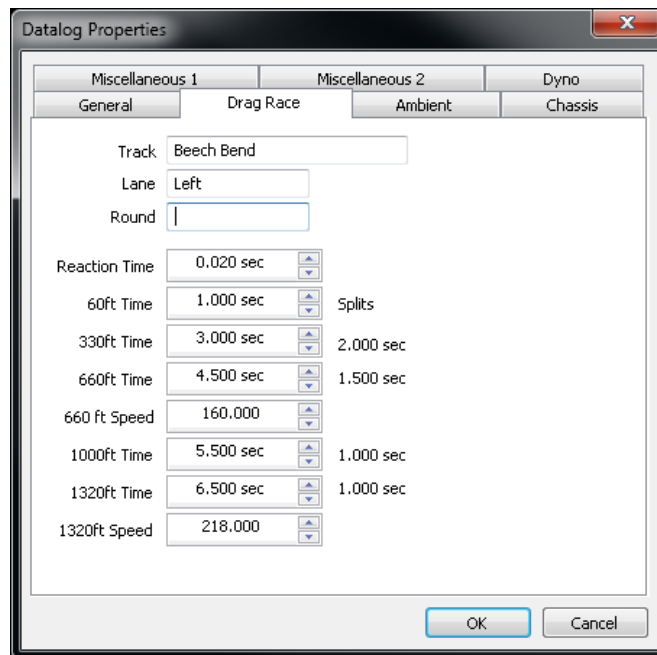 Datalog Properties
Miscellaneous 1 Miscellaneous 2 Dyno
General Drag Race Ambient Chassis
Track Beech Bend
Lane Left
Round
Reaction Time 0.020 sec
60ft Time 1.000 sec Splits
330ft Time 3.000 sec 2.000 sec
660ft Time 4.500 sec 1.500 sec
660 ft Speed 160.000
1000ft Time 5.500 sec 1.000 sec
1320ft Time 6.500 sec 1.000 sec
1320ft Speed 218.000
OK Cancel